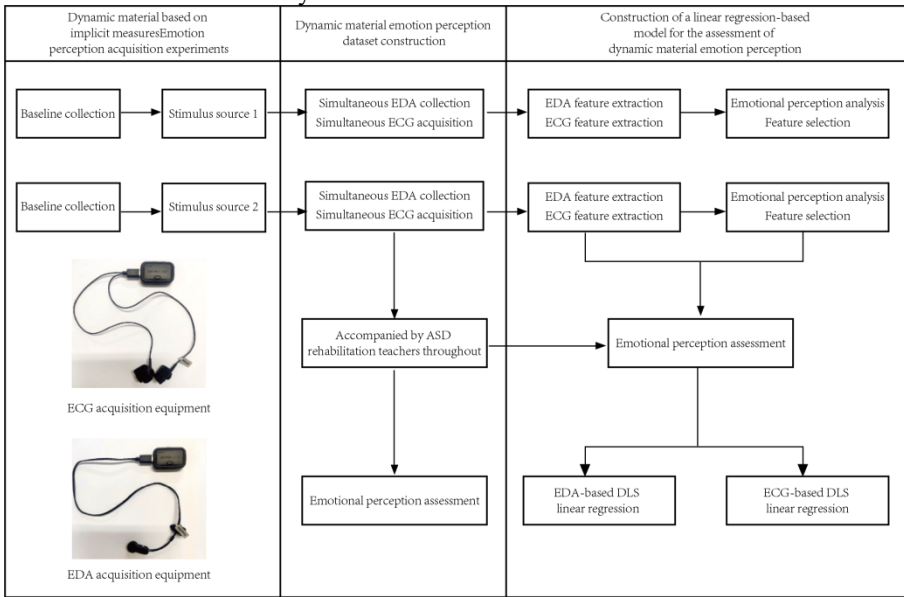 Dynamic material based on
implicit measuresEmotion
perception acquisition experiments
Dynamic material emotion perception
dataset construction
Construction of a linear regression-based
model for the assessment of
dynamic material emotion perception
Baseline collection
Stimulus source 1
Simultaneous EDA collection
Simultaneous ECG acquisition
EDA feature extraction
ECG feature extraction
Emotional perception analysis
Feature selection
Baseline collection
Stimulus source 2
Simultaneous EDA collection
Simultaneous ECG acquisition
EDA feature extraction
ECG feature extraction
Emotional perception analysis
Feature selection
ECG acquisition equipment
Accompanied by ASD
rehabilitation teachers throughout
Emotional perception assessment
EDA acquisition equipment
Emotional perception assessment
EDA-based DLS
linear regression
ECG-based DLS
linear regression